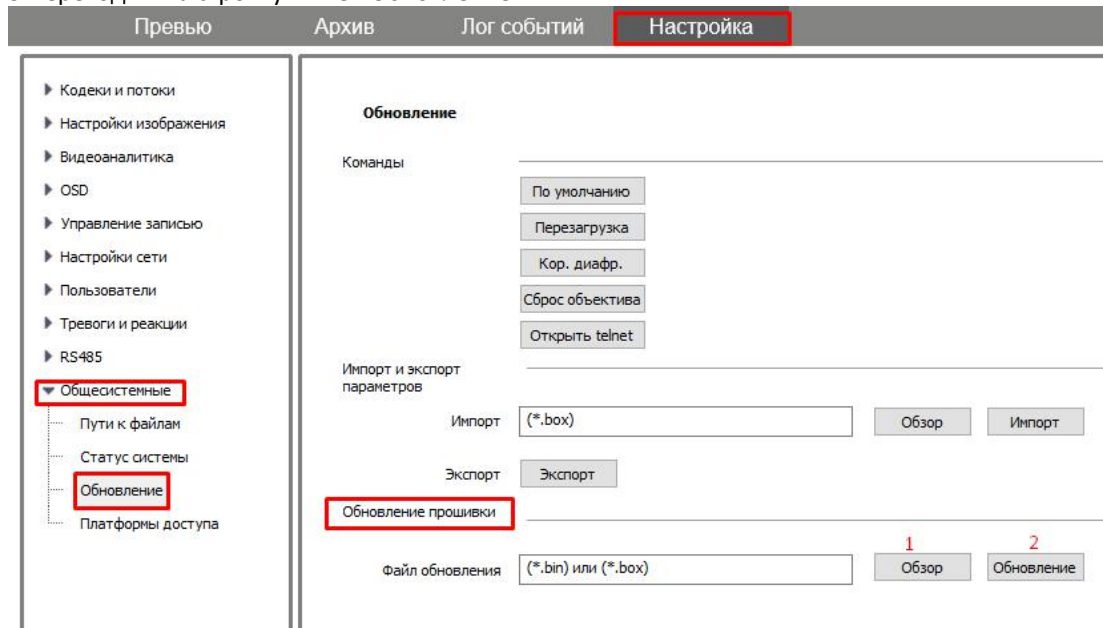 Превью Архив Лог событий Настройка
Кодеки и потоки
Настройки изображения
Видеоаналитика
OSD
Управление записью
Настройки сети
Пользователи
Тревоги и реакции
RS485
Общесистемные
Пути к файлам
Статус системы
Обновление
Платформы доступа
Обновление
Команды
По умолчанию
Перезагрузка
Кор. диафр.
Сброс объектива
Открыть telnet
Импорт и экспорт
параметров
Импорт (*.box) Обзор Импорт
Экспорт Экспорт
Обновление прошивки
1 2
Файл обновления (*.bin) или (*.box) Обзор Обновление